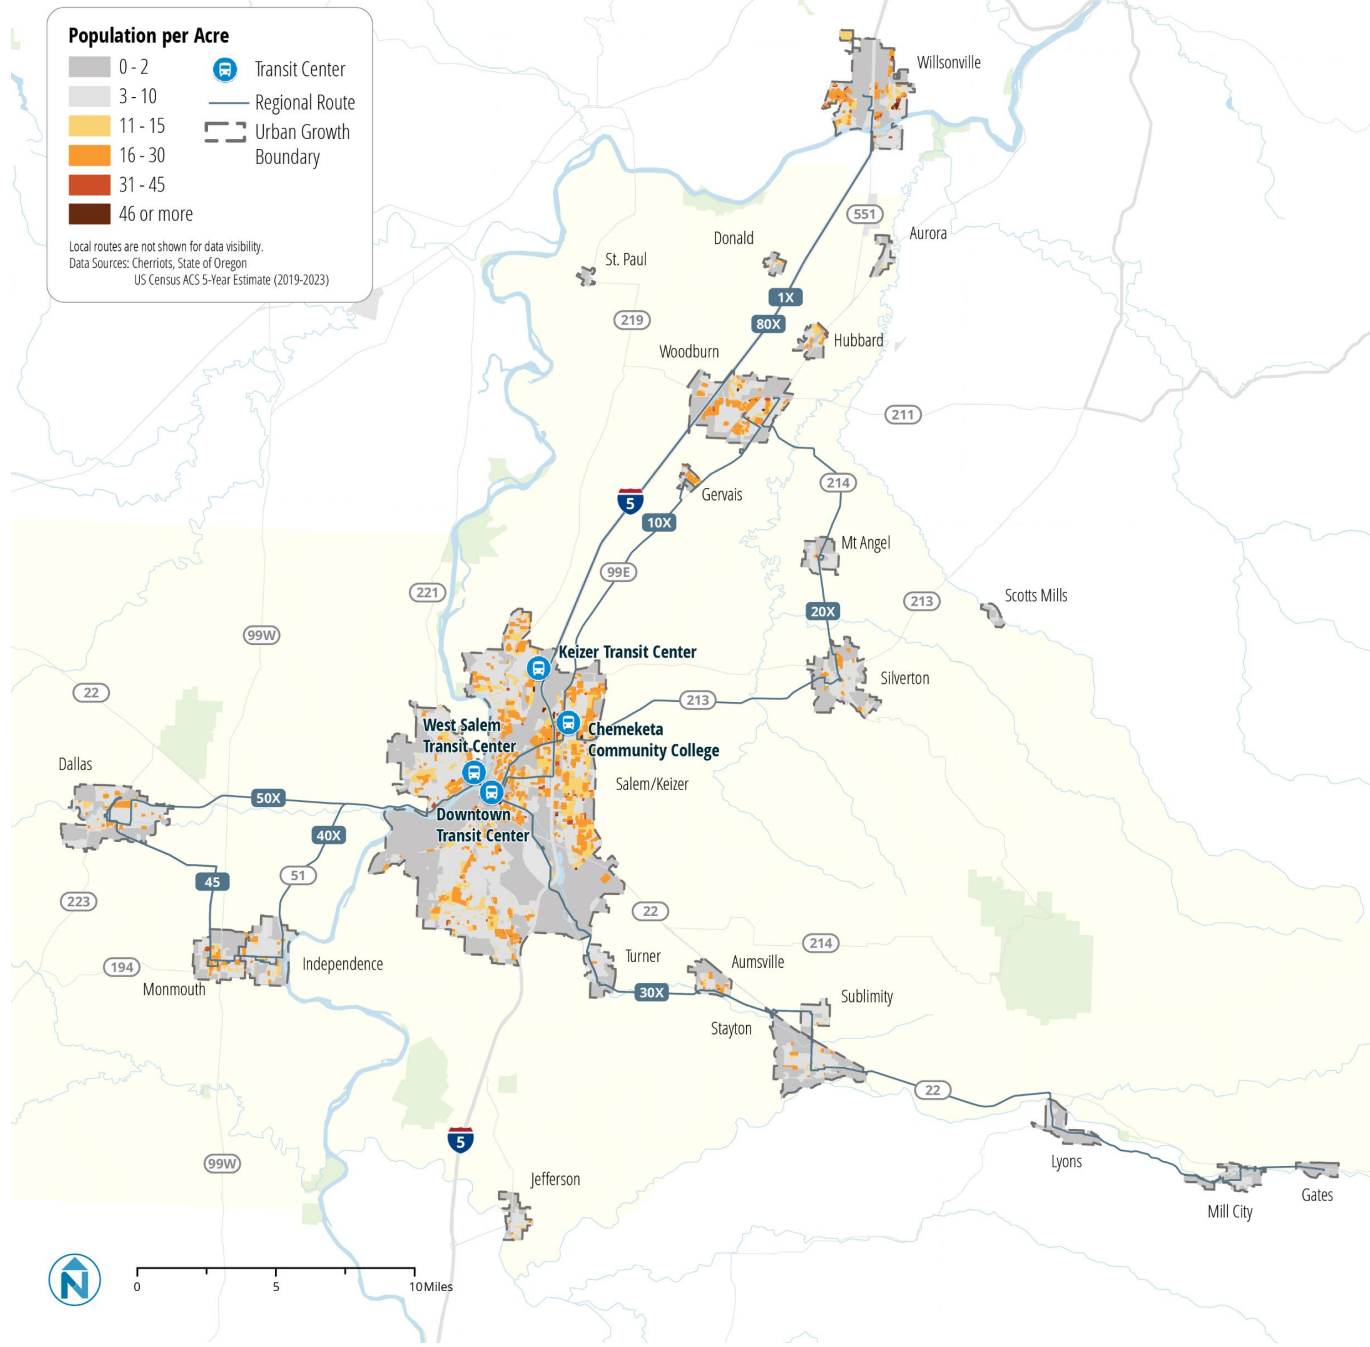 Population per Acre
0 - 2
3 - 10
11 - 15
16 - 30
31 - 45
46 or more
Transit Center
Regional Route
Urban Growth
Boundary
Local routes are not shown for data visibility.
Data Sources: Cherriots, State of Oregon
US Census ACS 5-Year Estimate (2019-2023)
Willsonville
551
Aurora
Donald
St. Paul
1X
219
80X
Hubbard
Woodburn
211
214
Gervais
5
10X
Mt Angel
99E
221
Scotts Mills
213
20X
99W
Keizer Transit Center
Silverton
22
213
West Salem
Transit Center
Chemeketa
Community College
Dallas
Salem/Keizer
50X
Downtown
Transit Center
40X
51
45
223
22
214
Turner
Aumsville
Independence
194
Monmouth
30X
Sublimity
Stayton
22
5
Lyons
99W
Jefferson
Gates
Mill City
N
0
5
10 Miles